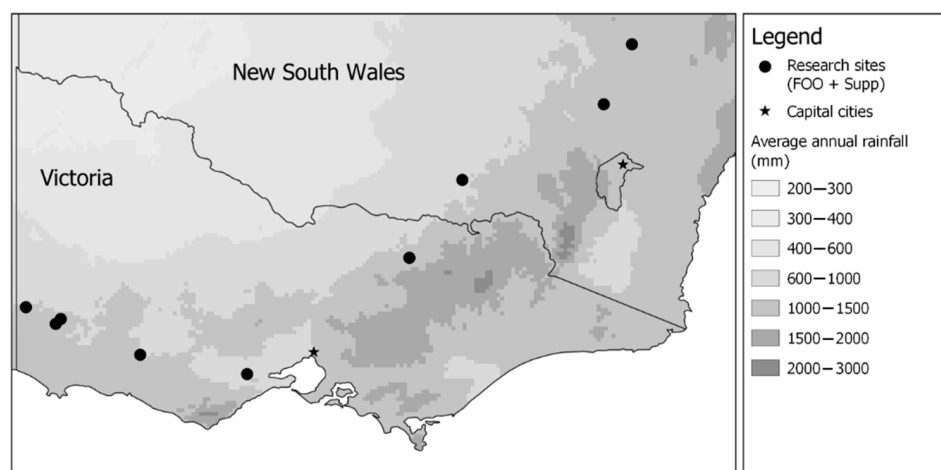 New South Wales
Victoria
Legend
Research sites
(FOO + Supp)
Capital cities
Average annual rainfall
(mm)
200—300
300—400
400—600
600—1000
1000—1500
1500—2000
2000—3000